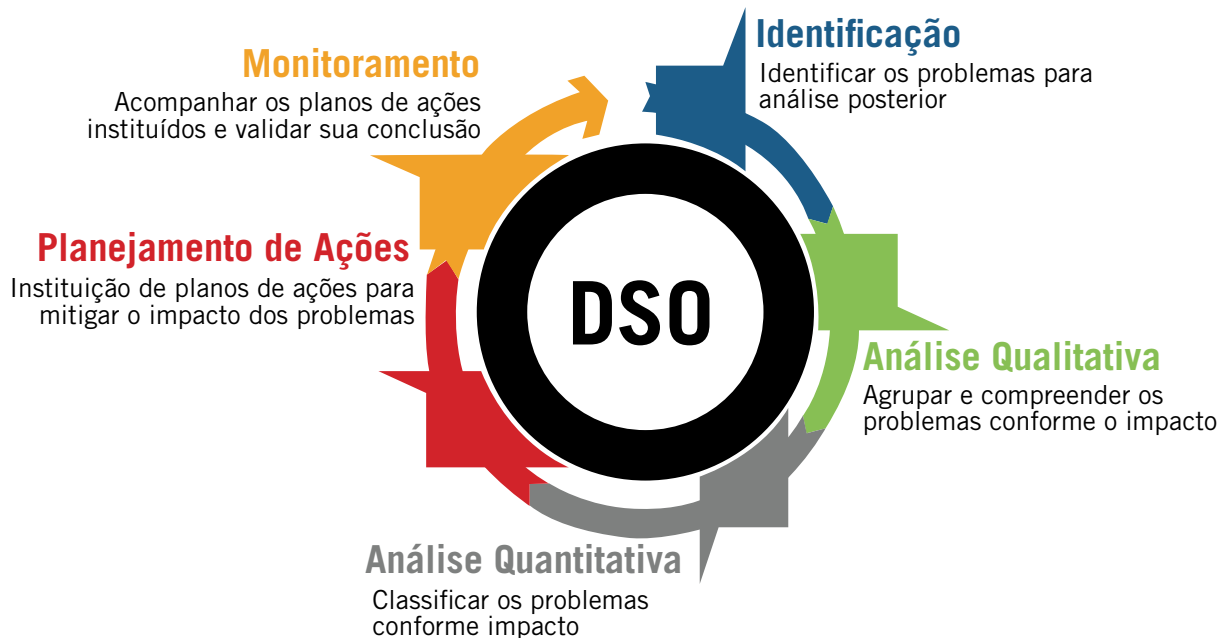 Identificação
Identificar os problemas para
análise posterior
Análise Qualitativa
Agrupar e compreender os
problemas conforme o impacto
Análise Quantitativa
Classificar os problemas
conforme impacto
Planejamento de Ações
Instituição de planos de ações para
mitigar o impacto dos problemas
Monitoramento
Acompanhar os planos de ações
instituídos e validar sua conclusão
DSO